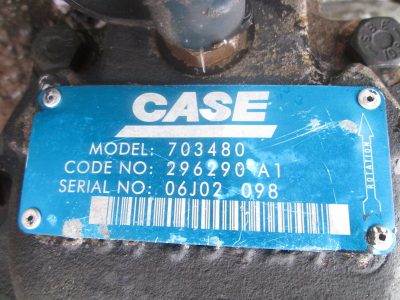 CASE
MODEL: 703480
CODE NO: 296290 A1
SERIAL NO: 06J02 098
ROTATION